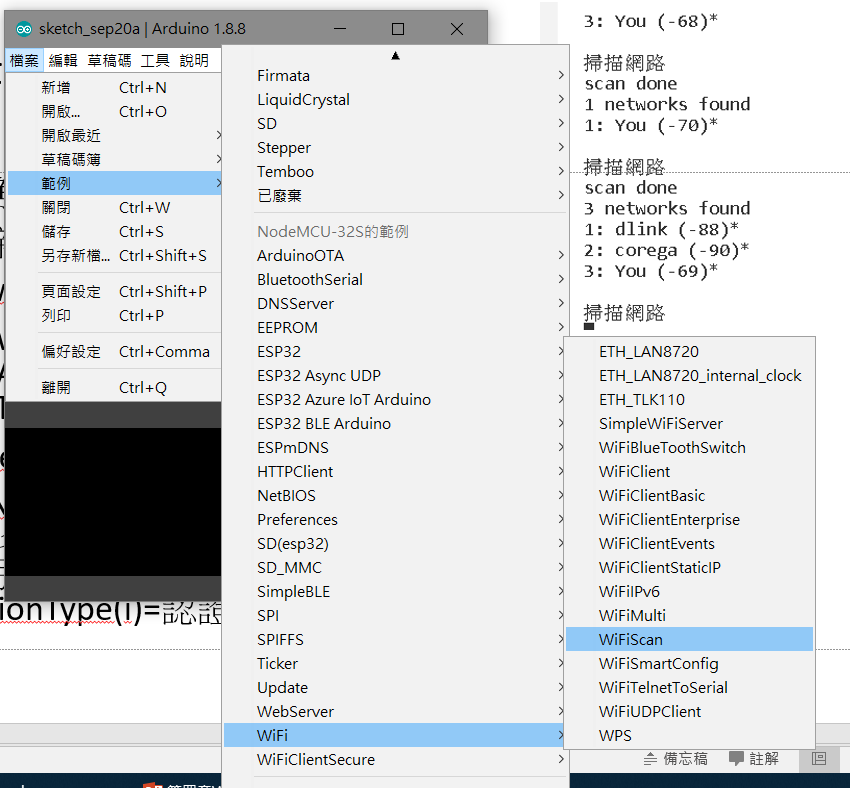 sketch_sep20a | Arduino 1.8.8
檔案 編輯 草稿碼 工具 說明
新增 Ctrl+N
開啟... Ctrl+O
開啟最近
草稿碼簿
範例
關閉 Ctrl+W
儲存 Ctrl+S
另存新檔... Ctrl+Shift+S
頁面設定 Ctrl+Shift+P
列印 Ctrl+P
偏好設定 Ctrl+Comma
離開 Ctrl+Q
Firmata
LiquidCrystal
SD
Stepper
Temboo
已廢棄
NodeMCU-32S的範例
ArduinoOTA
BluetoothSerial
DNSServer
EEPROM
ESP32
ESP32 Async UDP
ESP32 Azure IoT Arduino
ESP32 BLE Arduino
ESPmDNS
HTTPClient
NetBIOS
Preferences
SD(esp32)
SD_MMC
SimpleBLE
SPI
SPIFFS
Ticker
Update
WebServer
WiFi
WiFiClientSecure
ETH_LAN8720
ETH_LAN8720_internal_clock
ETH_TLK110
SimpleWiFiServer
WiFiBlueToothSwitch
WiFiClient
WiFiClientBasic
WiFiClientEnterprise
WiFiClientEvents
WiFiClientStaticIP
WiFiIPv6
WiFiMulti
WiFiScan
WiFiSmartConfig
WiFiTelnetToSerial
WiFiUDPClient
WPS
3: You (-68)*
掃描網路
scan done
1 networks found
1: You (-70)*
掃描網路
scan done
3 networks found
1: dlink (-88)*
2: corega (-90)*
3: You (-69)*
掃描網路
ionType(i)=認證
備忘稿 註解